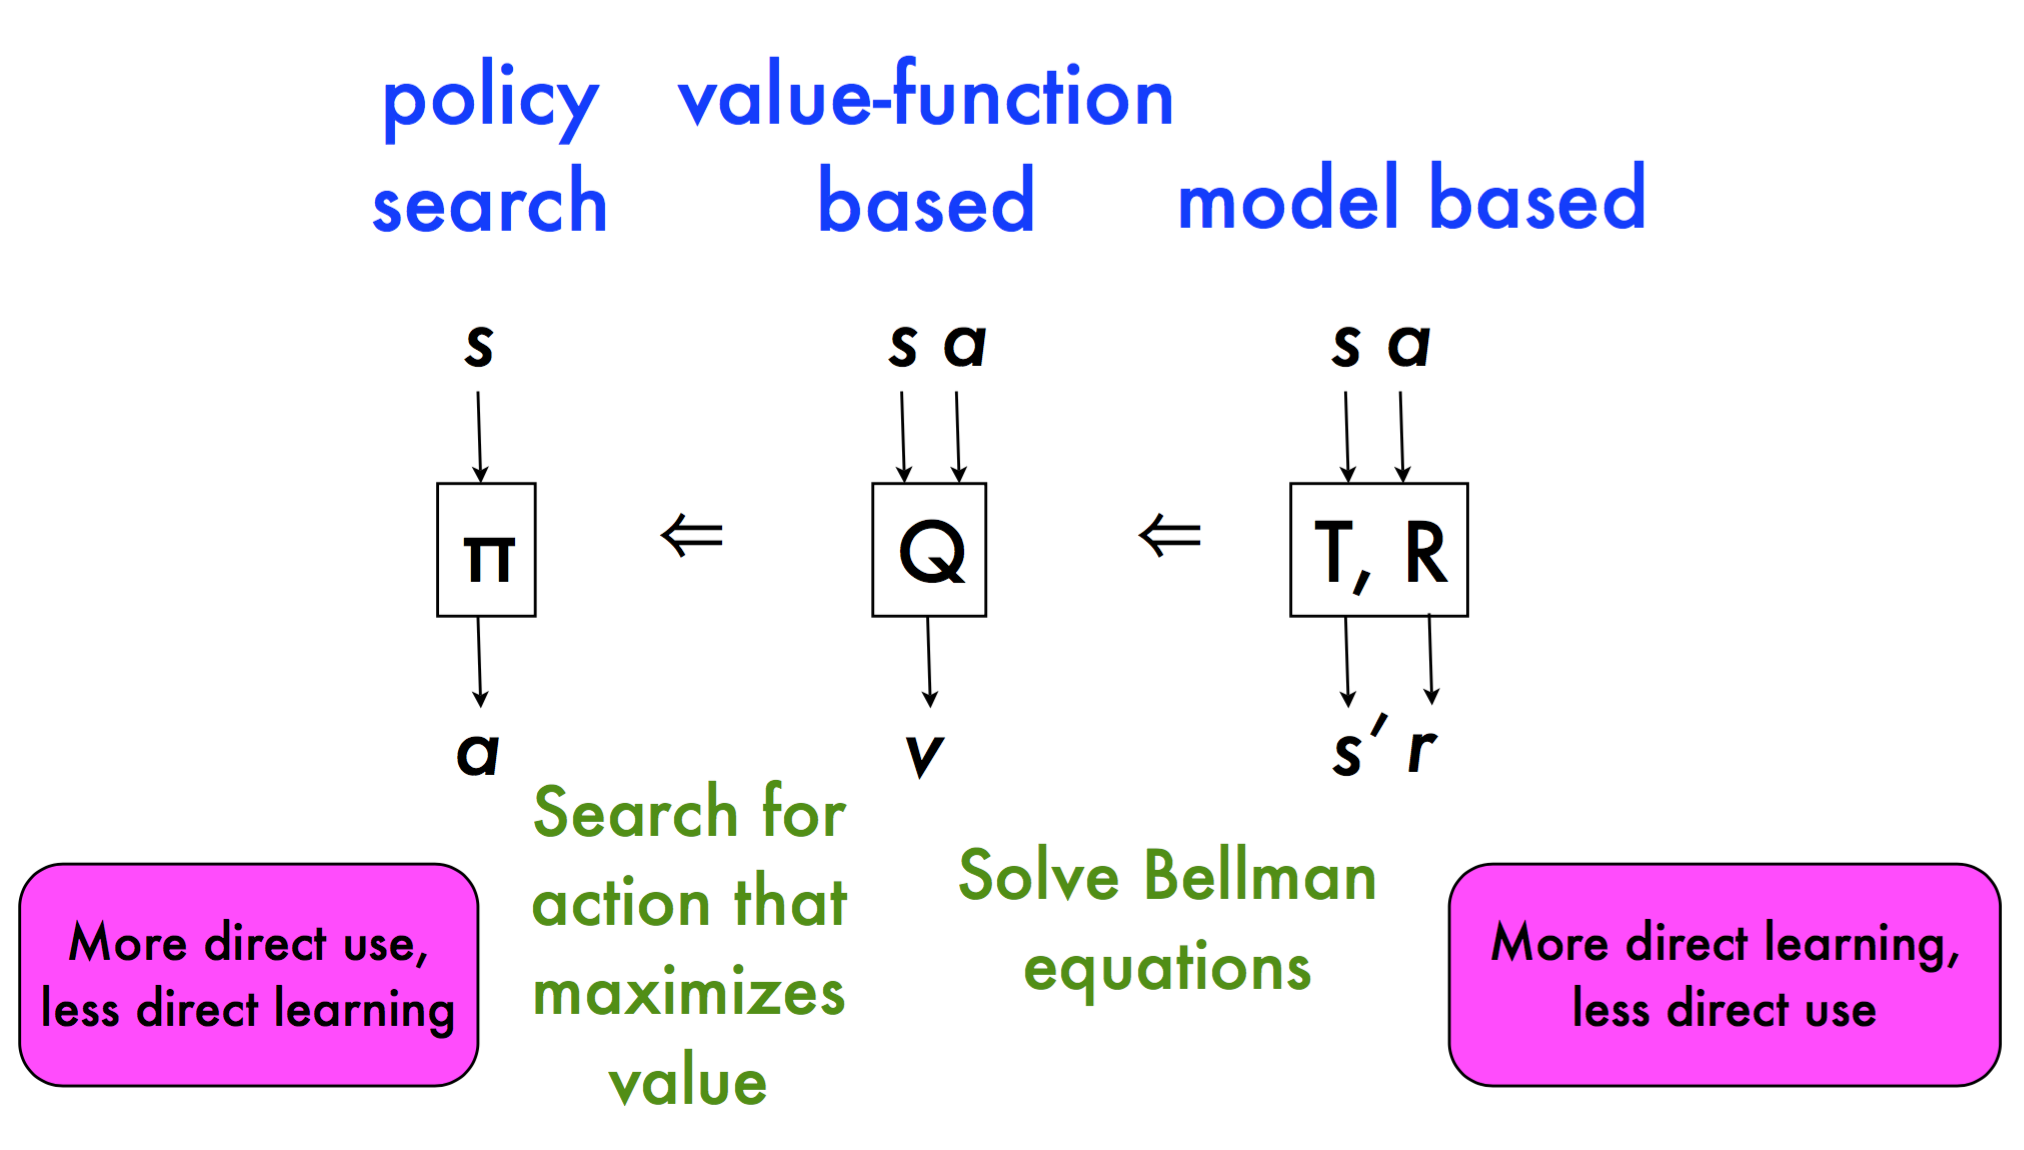 policy
search
value-function
based
model based
s
s a
s a
π
⇐
Q
⇐
T, R
a
v
s′ r
Search for
action that
maximizes
value
Solve Bellman
equations
More direct use,
less direct learning
More direct learning,
less direct use